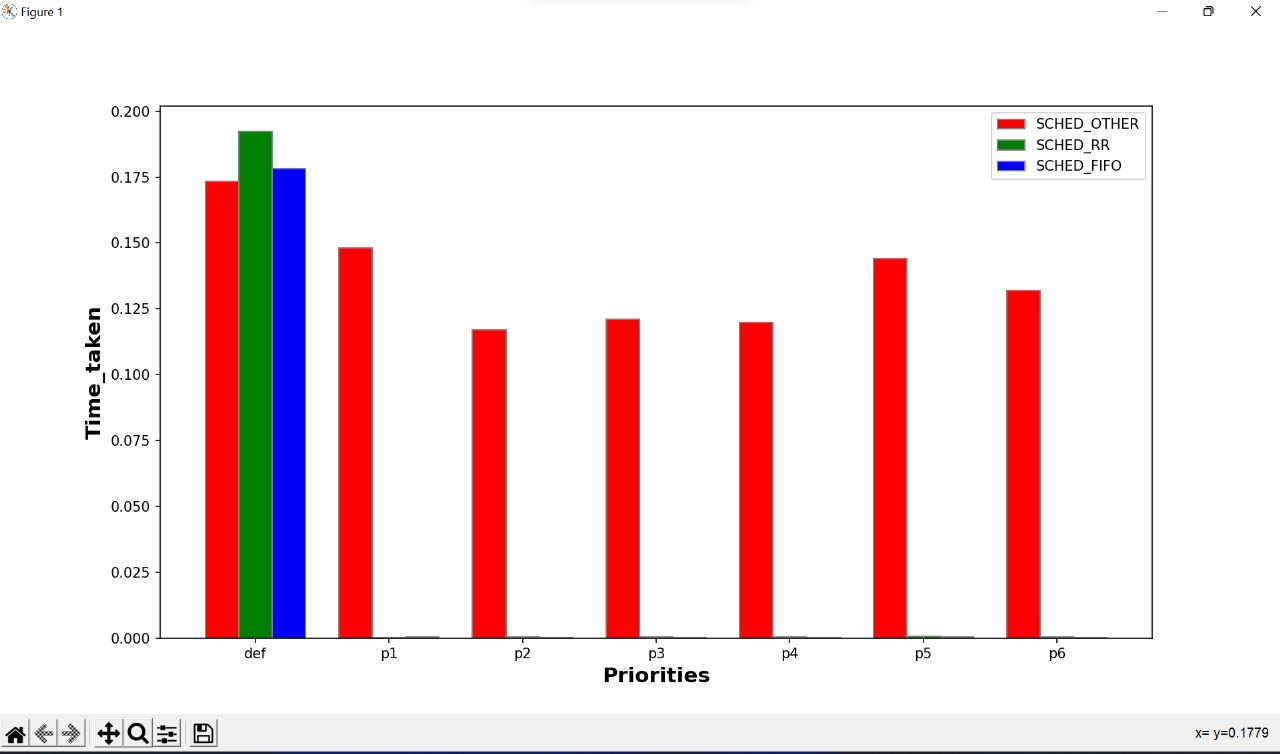 Figure 1
0.200
0.175
0.150
0.125
0.100
0.075
0.050
0.025
0.000
Time_taken
SCHED_OTHER
SCHED_RR
SCHED_FIFO
def p1 p2 p3 p4 p5 p6
Priorities
x= y=0.1779